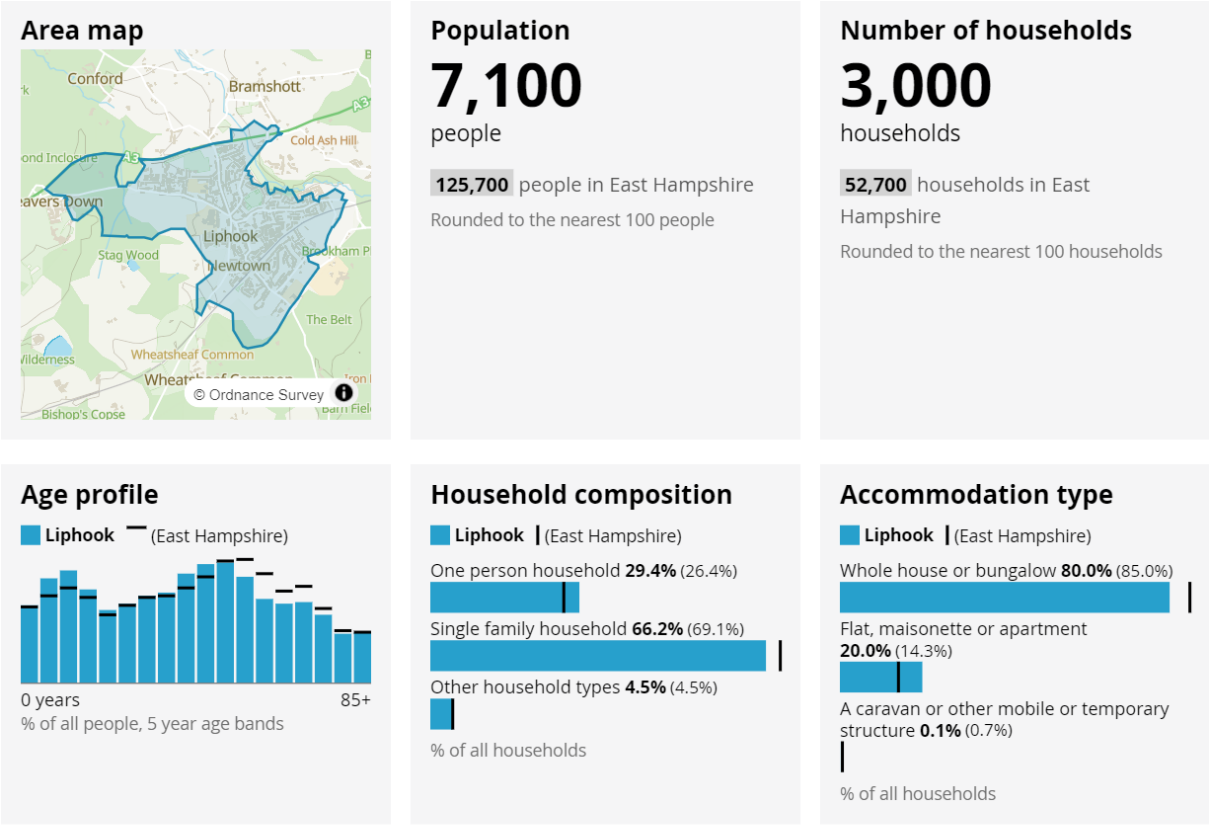 Area map
Conford
Bramshott
A3
Cold Ash Hill
ond Inclosure
A3
eavers Down
Liphook
Stag Wood
Newtown
The Belt
Wheatsheaf Common
Vilderness
© Ordnance Survey
Bishop's Copse
Population
7,100
people
125,700 people in East Hampshire
Rounded to the nearest 100 people
Number of households
3,000
households
52,700 households in East
Hampshire
Rounded to the nearest 100 households
Age profile
Liphook (East Hampshire)
0 years 85+
% of all people, 5 year age bands
Household composition
Liphook (East Hampshire)
One person household 29.4% (26.4%)
Single family household 66.2% (69.1%)
Other household types 4.5% (4.5%)
% of all households
Accommodation type
Liphook (East Hampshire)
Whole house or bungalow 80.0% (85.0%)
Flat, maisonette or apartment
20.0% (14.3%)
A caravan or other mobile or temporary
structure 0.1% (0.7%)
% of all households